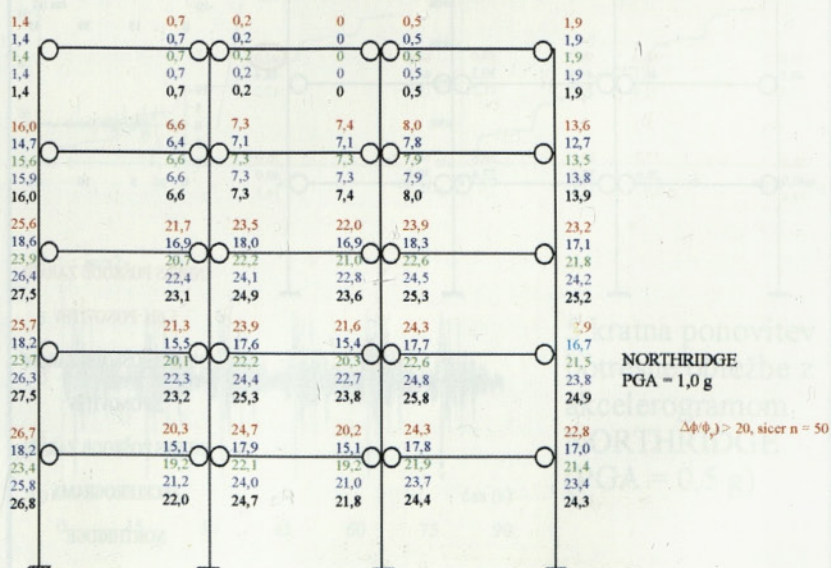 1,4 0,7 0,2 0 0,5 1,9
1,4 0,7 0,2 0 0,5 1,9
1,4 0,7 0,2 0 0,5 1,9
1,4 0,7 0,2 0 0,5 1,9
1,4 0,7 0,2 0 0,5 1,9
16,0 6,6 7,3 7,4 8,0 13,6
14,7 6,4 7,1 7,1 7,8 12,7
15,6 6,6 7,3 7,3 7,9 13,5
15,9 6,6 7,3 7,3 7,9 13,8
16,0 6,6 7,3 7,4 8,0 13,9
25,6 21,7 23,5 22,0 23,9 23,2
18,6 16,9 18,0 16,9 18,3 17,1
23,9 20,7 22,2 21,0 22,6 21,8
26,4 22,4 24,1 22,8 24,5 24,2
27,5 23,1 24,9 23,6 25,3 25,2
25,7 21,3 23,9 21,6 24,3 2,9
18,2 15,5 17,6 15,4 17,7 16,7
23,7 20,1 22,2 20,3 22,6 21,5
26,3 22,3 24,4 22,7 24,8 23,8
27,5 23,2 25,3 23,8 25,8 24,9
NORTHRIDGE
PGA = 1,0 g
26,7 20,3 24,7 20,2 24,3 22,8
18,2 15,1 17,9 15,1 17,8 17,0
23,4 19,2 22,1 19,2 21,9 21,4
25,8 21,2 24,0 21,0 23,7 23,4
26,8 22,0 24,7 21,8 24,4 24,3
> 20, sicer n = 50